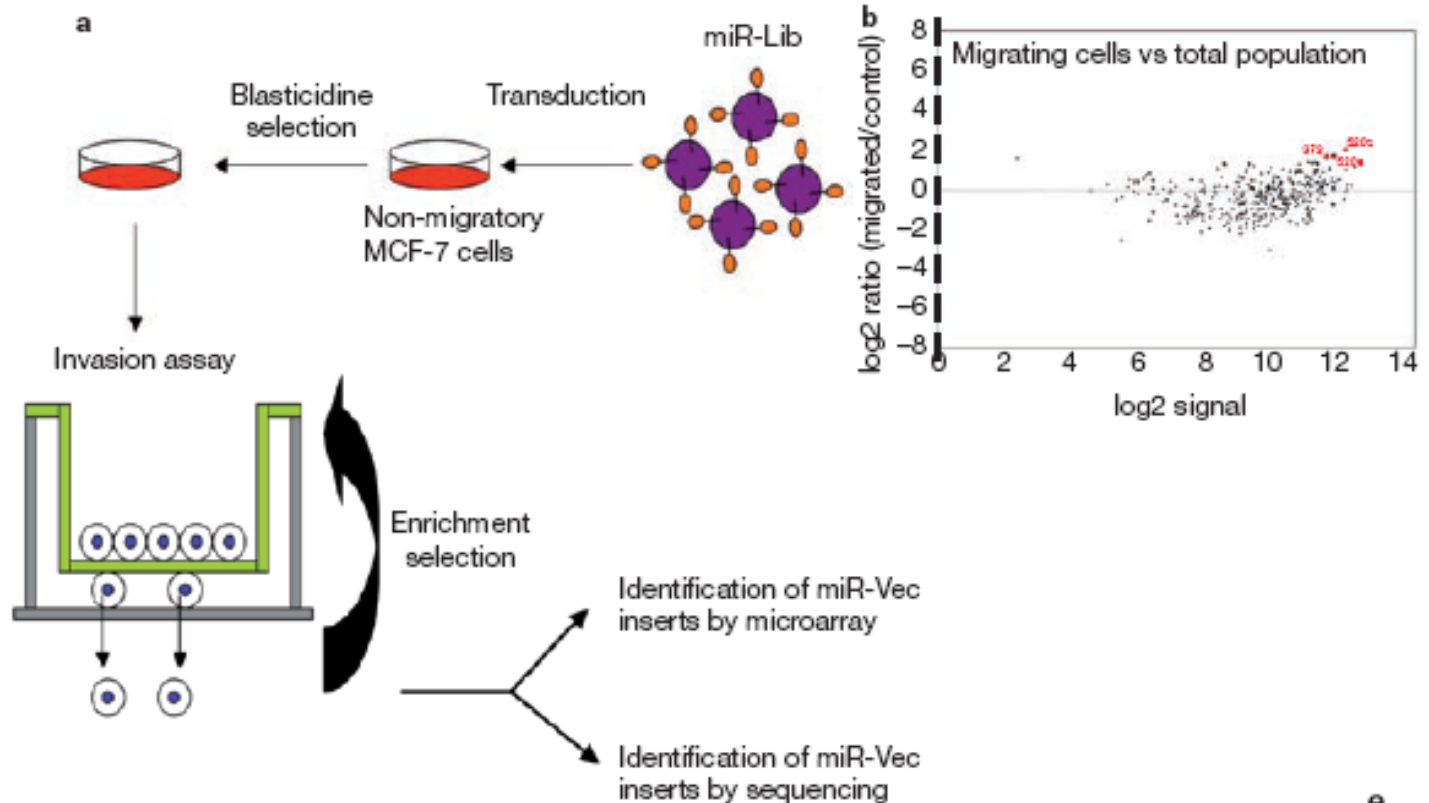 a
miR-Lib
Blasticidine
selection
Transduction
Non-migratory
MCF-7 cells
Invasion assay
Enrichment
selection
Identification of miR-Vec
inserts by microarray
Identification of miR-Vec
inserts by sequencing
b
log2 ratio (migrated/control)
8
6
4
2
0
–2
–4
–6
–8
Migrating cells vs total population
520c
373
0
2
4
6
8
10
12
14
log2 signal